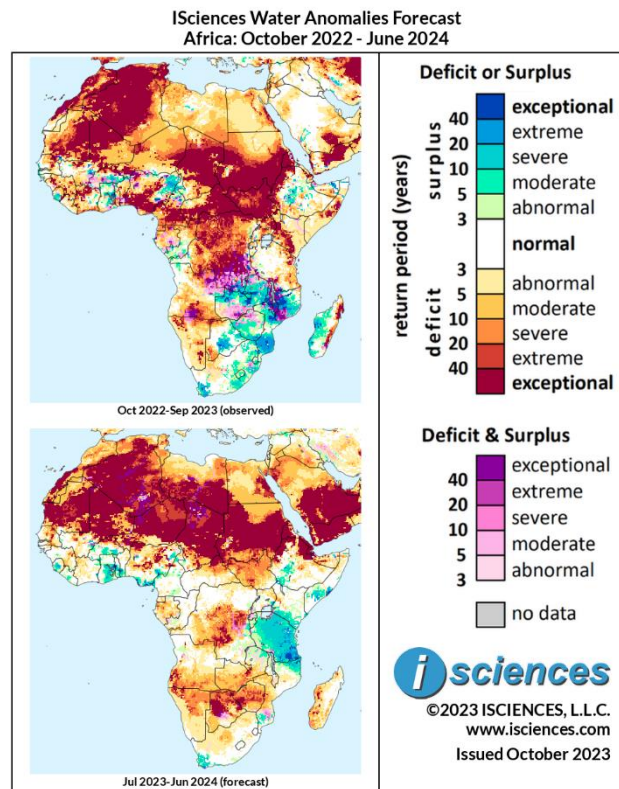 ISciences Water Anomalies Forecast
Africa: October 2022 - June 2024
Oct 2022-Sep 2023 (observed)
Jul 2023-Jun 2024 (forecast)
Deficit or Surplus
return period (years)
surplus
deficit
40
20
10
5
3
3
5
10
20
40
exceptional
extreme
severe
moderate
abnormal
normal
abnormal
moderate
severe
extreme
exceptional
Deficit & Surplus
40
20
10
5
3
exceptional
extreme
severe
moderate
abnormal
no data
isciences
©2023 ISCIENCES, L.L.C.
www.isciences.com
Issued October 2023